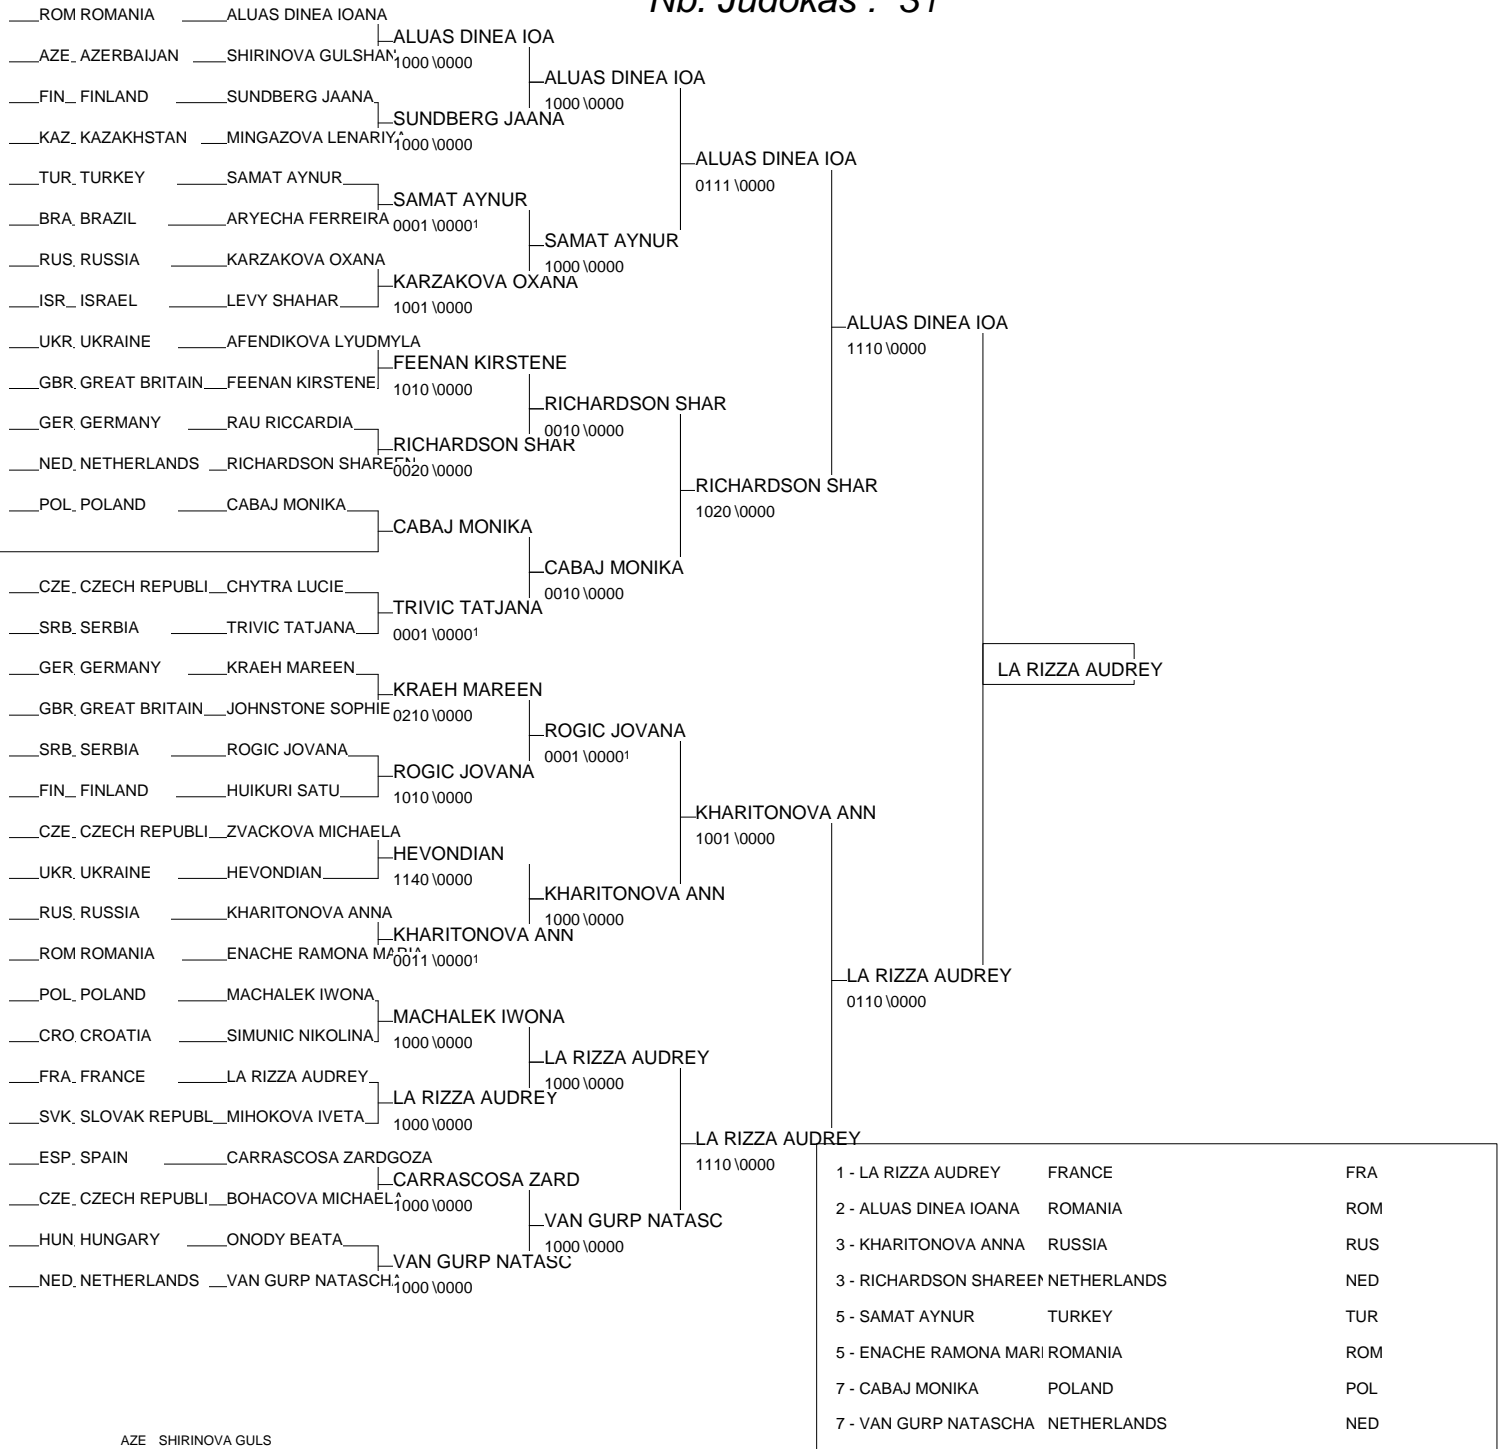 Nb. Judokas : 31
ROM ROMANIA ALUAS DINEA IOANA
ALUAS DINEA IOA
AZE AZERBAIJAN SHIRINOVA GULSHAN
1000 \0000
ALUAS DINEA IOA
FIN FINLAND SUNDBERG JAANA
1000 \0000
SUNDBERG JAANA
KAZ KAZAKHSTAN MINGAZOVA LENARIYA
1000 \0000
ALUAS DINEA IOA
0111 \0000
TUR TURKEY SAMAT AYNUR
SAMAT AYNUR
BRA BRAZIL ARYECHA FERREIRA
0001 \00001
SAMAT AYNUR
RUS RUSSIA KARZAKOVA OXANA
1000 \0000
KARZAKOVA OXANA
ISR ISRAEL LEVY SHAHAR
1001 \0000
ALUAS DINEA IOA
1110 \0000
UKR UKRAINE AFENDIKOVA LYUDMYLA
FEENAN KIRSTENE
GBR GREAT BRITAIN FEENAN KIRSTENE
1010 \0000
RICHARDSON SHAR
GER GERMANY RAU RICCARDIA
0010 \0000
RICHARDSON SHAR
NED NETHERLANDS RICHARDSON SHAREEN
0020 \0000
RICHARDSON SHAR
1020 \0000
POL POLAND CABAJ MONIKA
CABAJ MONIKA
CABAJ MONIKA
0010 \0000
CZE CZECH REPUBLI CHYTRA LUCIE
TRIVIC TATJANA
SRB SERBIA TRIVIC TATJANA
0001 \00001
LA RIZZA AUDREY
GER GERMANY KRAEH MAREEN
KRAEH MAREEN
GBR GREAT BRITAIN JOHNSTONE SOPHIE
0210 \0000
ROGIC JOVANA
0001 \00001
SRB SERBIA ROGIC JOVANA
ROGIC JOVANA
FIN FINLAND HUIKURI SATU
1010 \0000
KHARITONOVA ANN
1001 \0000
CZE CZECH REPUBLI ZVACKOVA MICHAELA
HEVONDIAN
UKR UKRAINE HEVONDIAN
1140 \0000
KHARITONOVA ANN
RUS RUSSIA KHARITONOVA ANNA
1000 \0000
KHARITONOVA ANN
ROM ROMANIA ENACHE RAMONA MARIA
0011 \00001
LA RIZZA AUDREY
0110 \0000
POL POLAND MACHALEK IWONA
MACHALEK IWONA
CRO CROATIA SIMUNIC NIKOLINA
1000 \0000
LA RIZZA AUDREY
FRA FRANCE LA RIZZA AUDREY
1000 \0000
LA RIZZA AUDREY
SVK SLOVAK REPUBL MIHOKOVA IVETA
1000 \0000
LA RIZZA AUDREY
1110 \0000
ESP SPAIN CARRASCOSA ZARDGOZA
CARRASCOSA ZARD
CZE CZECH REPUBLI BOHACOVA MICHAELA
1000 \0000
VAN GURP NATASC
HUN HUNGARY ONODY BEATA
1000 \0000
VAN GURP NATASC
NED NETHERLANDS VAN GURP NATASCHA
1000 \0000
1 - LA RIZZA AUDREY FRANCE FRA
2 - ALUAS DINEA IOANA ROMANIA ROM
3 - KHARITONOVA ANNA RUSSIA RUS
3 - RICHARDSON SHAREEN NETHERLANDS NED
5 - SAMAT AYNUR TURKEY TUR
5 - ENACHE RAMONA MARI ROMANIA ROM
7 - CABAJ MONIKA POLAND POL
7 - VAN GURP NATASCHA NETHERLANDS NED
AZE SHIRINOVA GULS